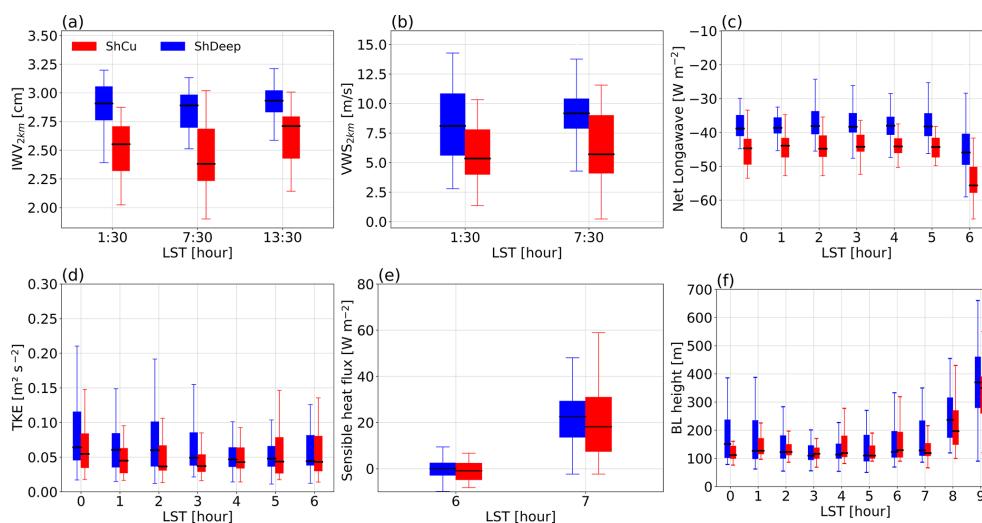 (a)
3.50
3.25
3.00
2.75
2.50
2.25
2.00
IWV2km [cm]
ShCu ShDeep
1:30 7:30 13:30
LST [hour]
(b)
15.0
12.5
10.0
7.5
5.0
2.5
0.0
VWS2km [m/s]
1:30 7:30
LST [hour]
(c)
−10
−20
−30
−40
−50
−60
Net Longawave [W m−2]
0 1 2 3 4 5 6
LST [hour]
(d)
0.30
0.25
0.20
0.15
0.10
0.05
0.00
TKE [m² s−2]
0 1 2 3 4 5 6
LST [hour]
(e)
80
60
40
20
0
Sensible heat flux [W m−2]
6 7
LST [hour]
(f)
700
600
500
400
300
200
100
0
BL height [m]
0 1 2 3 4 5 6 7 8 9
LST [hour]